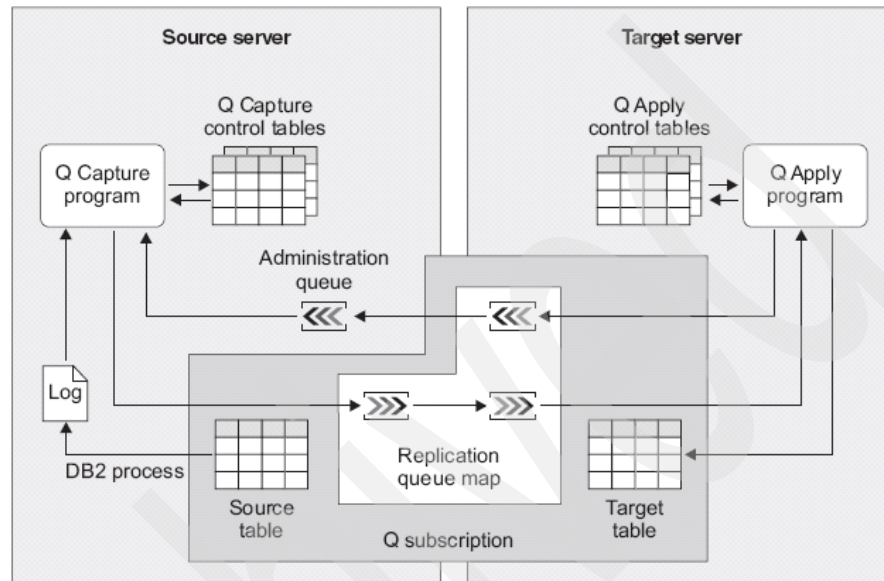 Source server
Target server
Q Capture
control tables
Q Apply
control tables
Q Capture
program
Q Apply
program
Administration
queue
Log
DB2 process
Source
table
Replication
queue map
Target
table
Q subscription